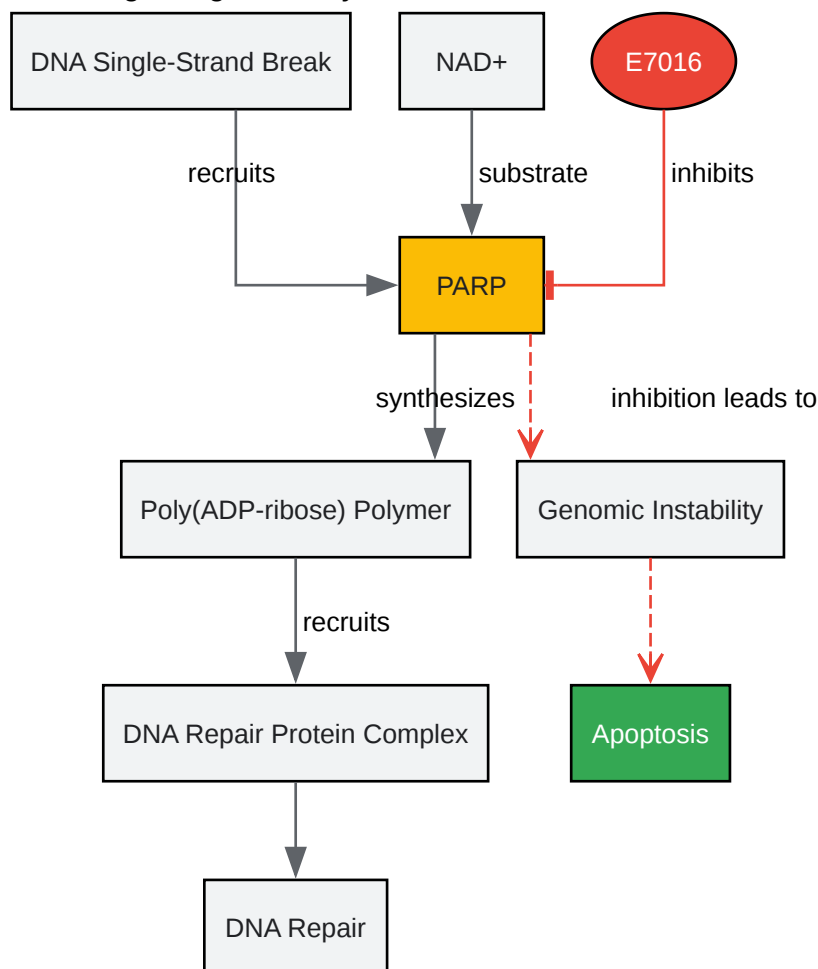 DNA Single-Strand Break
NAD+
E7016
recruits
substrate
inhibits
PARP
synthesizes
inhibition leads to
Poly(ADP-ribose) Polymer
Genomic Instability
recruits
DNA Repair Protein Complex
Apoptosis
DNA Repair